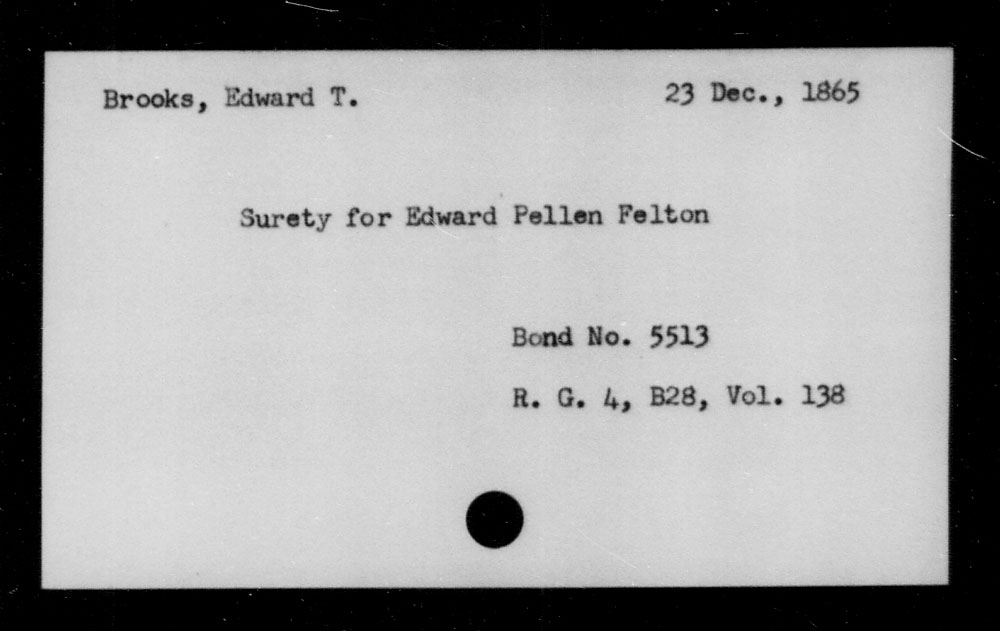 Brooks, Edward T. 23 Dec., 1865
Surety for Edward Pellen Felton
Bond No. 5513
R. G. 4, B28, Vol. 138